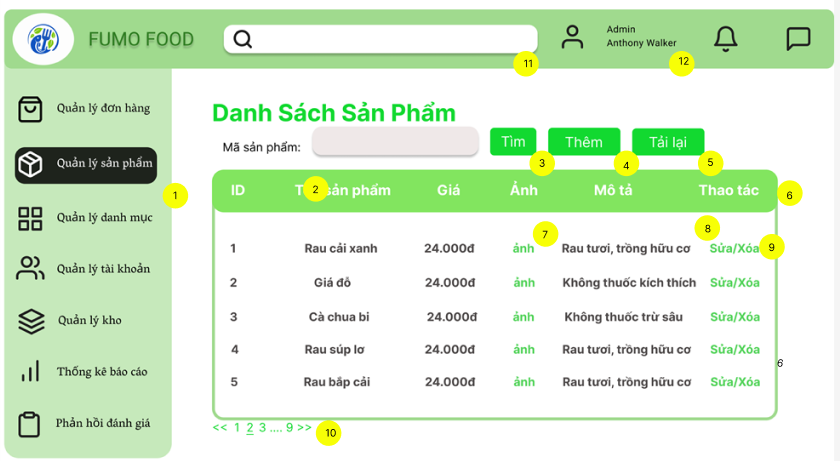 FUMO FOOD
Admin
Anthony Walker
11
12
Quản lý đơn hàng
Quản lý sản phẩm
1
Quản lý danh mục
Quản lý tài khoản
Quản lý kho
Thống kê báo cáo
Phản hồi đánh giá
Danh Sách Sản Phẩm
Mã sản phẩm:
Tìm
Thêm
Tải lại
3
4
5
ID
2
sản phẩm
Giá
Ảnh
Mô tả
Thao tác
6
7
8
1 Rau cải xanh 24.000đ ảnh Rau tươi, trồng hữu cơ Sửa/Xóa
9
2 Giá đỗ 24.000đ ảnh Không thuốc kích thích Sửa/Xóa
3 Cà chua bi 24.000đ ảnh Không thuốc trừ sâu Sửa/Xóa
4 Rau súp lơ 24.000đ ảnh Rau tươi, trồng hữu cơ Sửa/Xóa
6
5 Rau bắp cải 24.000đ ảnh Rau tươi, trồng hữu cơ Sửa/Xóa
<< 1 2 3 .... 9 >>
10